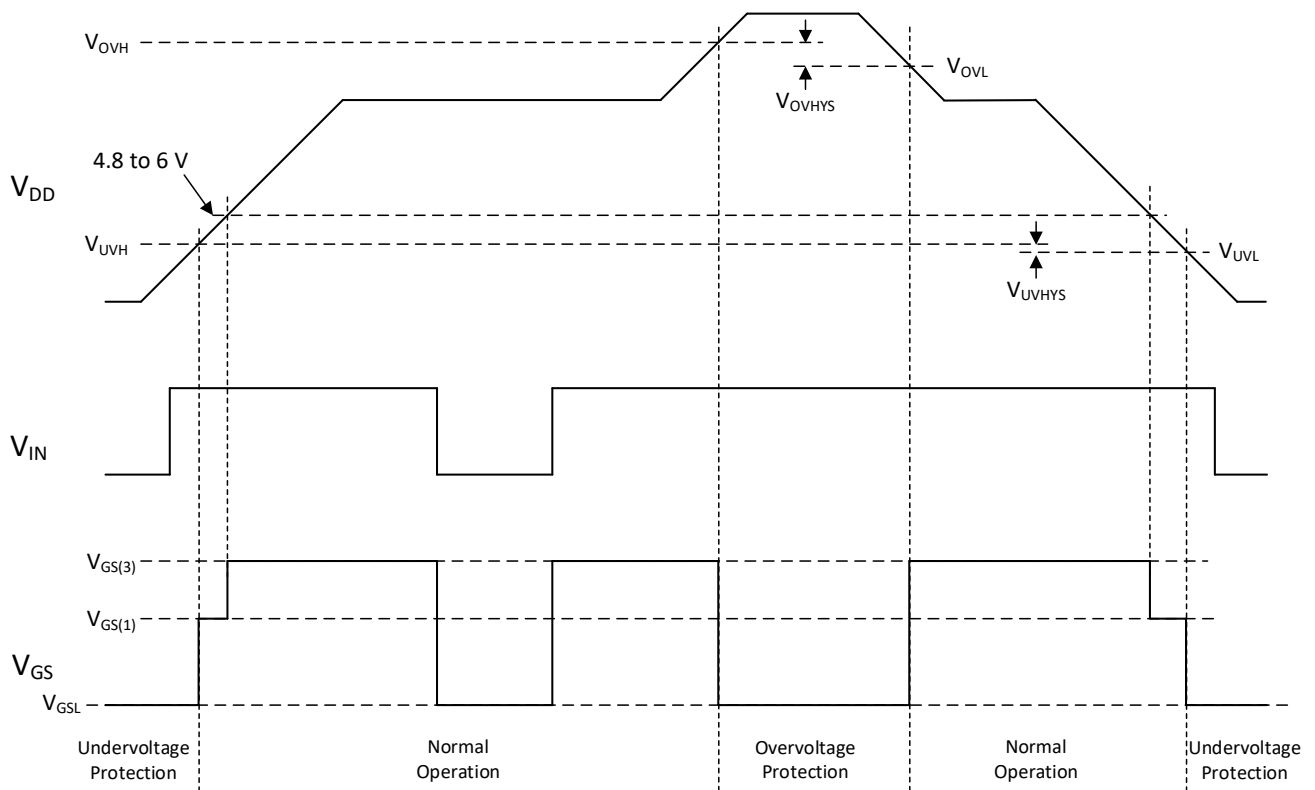 V_OVH
V_OVL
V_OVHYS
4.8 to 6 V
V_DD
V_UVH
V_UVL
V_UVHYS
V_IN
V_GS(3)
V_GS(1)
V_GS
V_GSL
Undervoltage
Protection
Normal
Operation
Overvoltage
Protection
Normal
Operation
Undervoltage
Protection